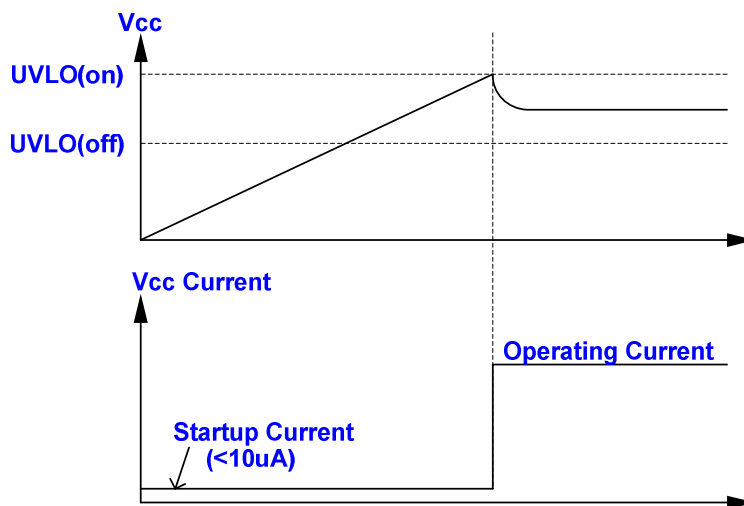 Vcc
UVLO(on)
UVLO(off)
Vcc Current
Operating Current
Startup Current
(<10uA)